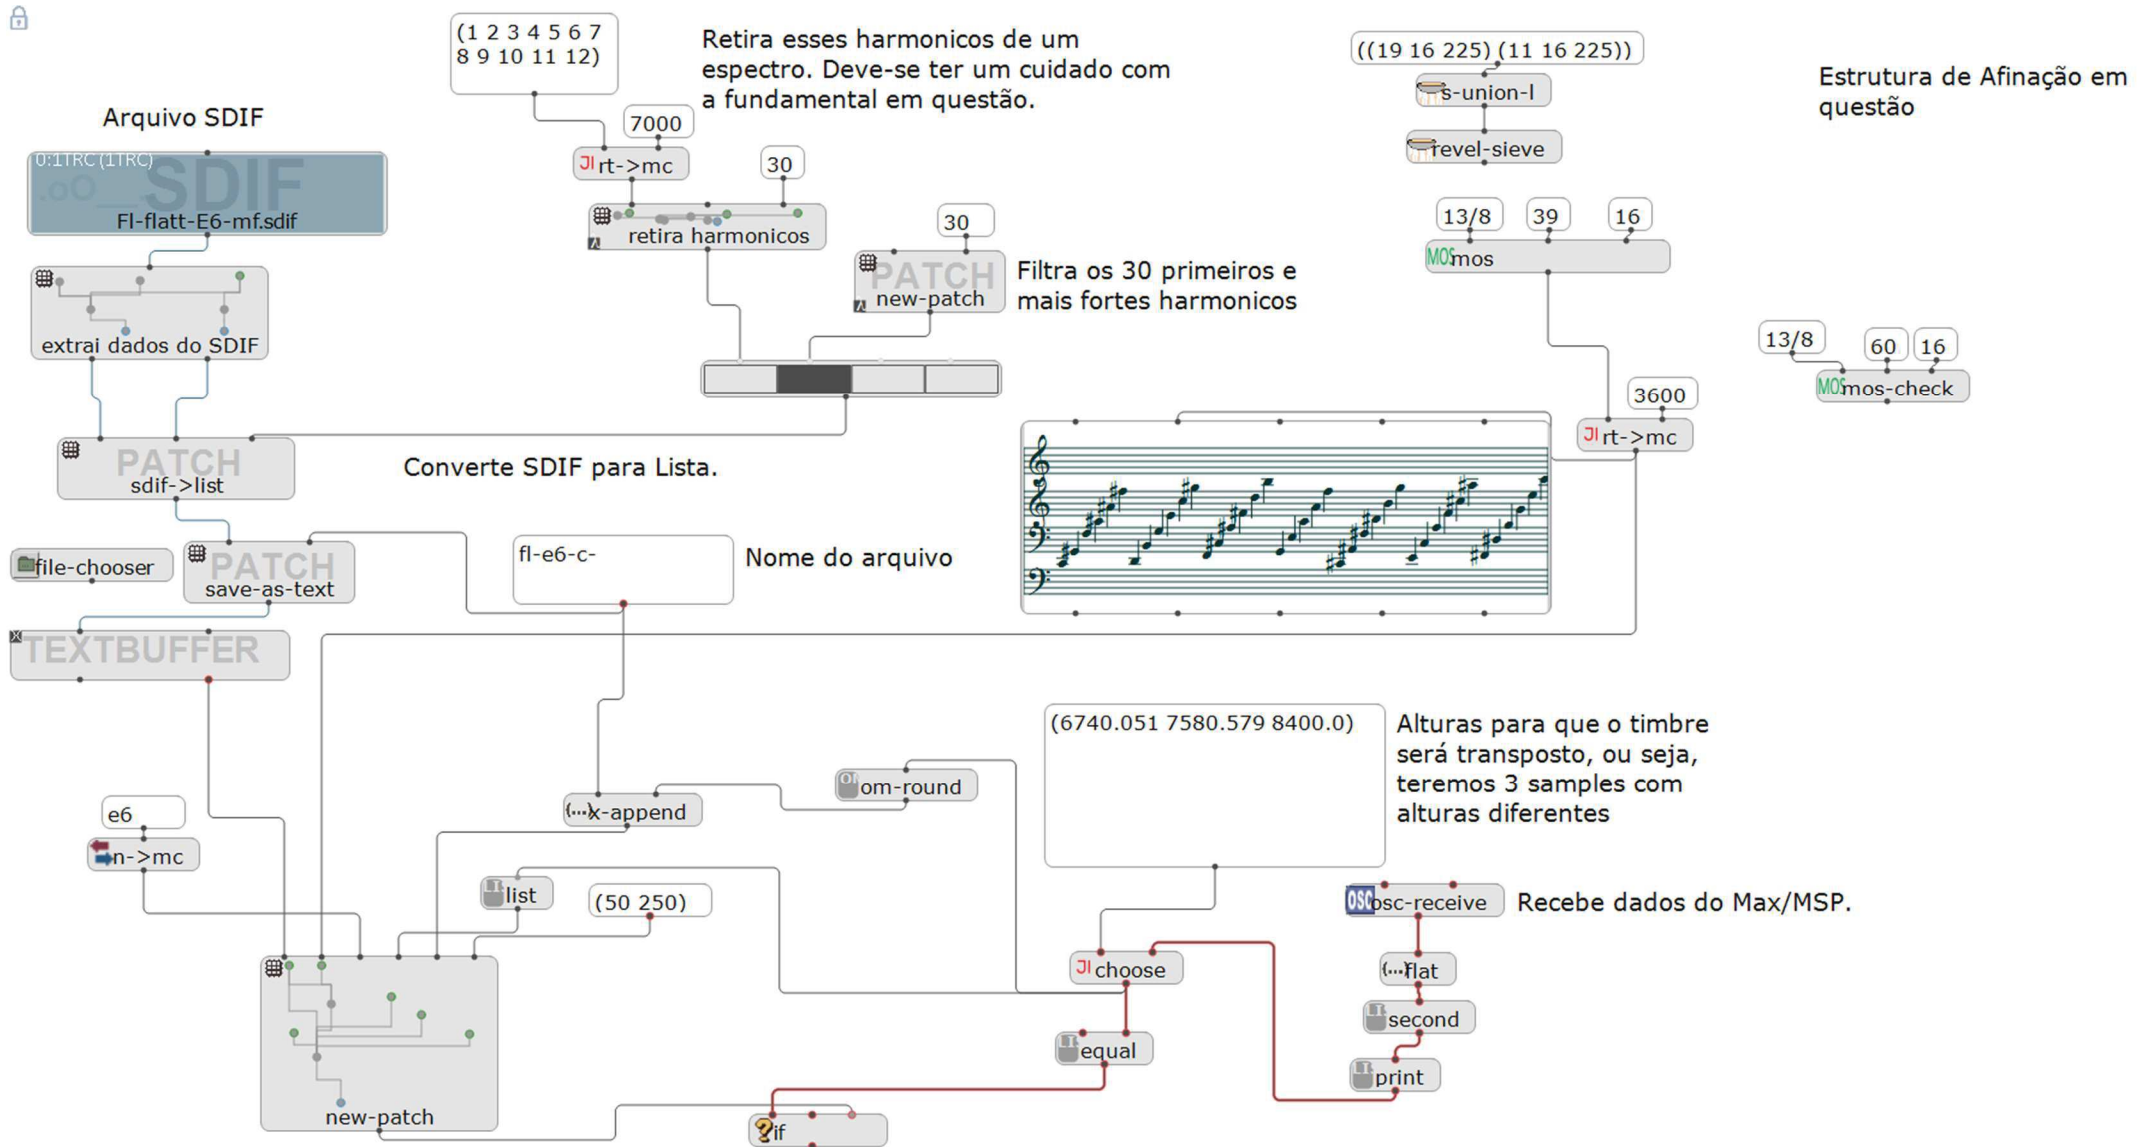 (1 2 3 4 5 6 7
8 9 10 11 12)
Retira esses harmonicos de um
espectro. Deve-se ter um cuidado com
a fundamental em questão.
((19 16 225) (11 16 225))
s-union-l
revel-sieve
Estrutura de Afinação em
questão
Arquivo SDIF
0:1TRC (1TRC)
.oO__SDIF
Fl-flatt-E6-mf.sdif
7000
JI rt->mc
30
retira harmonicos
30
PATCH
new-patch
Filtra os 30 primeiros e
mais fortes harmonicos
13/8
39
16
MOS mos
extrai dados do SDIF
13/8
60
16
MOS mos-check
3600
JI rt->mc
PATCH
sdif->list
Converte SDIF para Lista.
file-chooser
PATCH
save-as-text
fl-e6-c-
Nome do arquivo
TEXTBUFFER
(6740.051 7580.579 8400.0)
Alturas para que o timbre
será transposto, ou seja,
teremos 3 samples com
alturas diferentes
om-round
(...) x-append
e6
n->mc
list
(50 250)
OSC osc-receive
Recebe dados do Max/MSP.
JI choose
(...) flat
second
equal
print
new-patch
?if